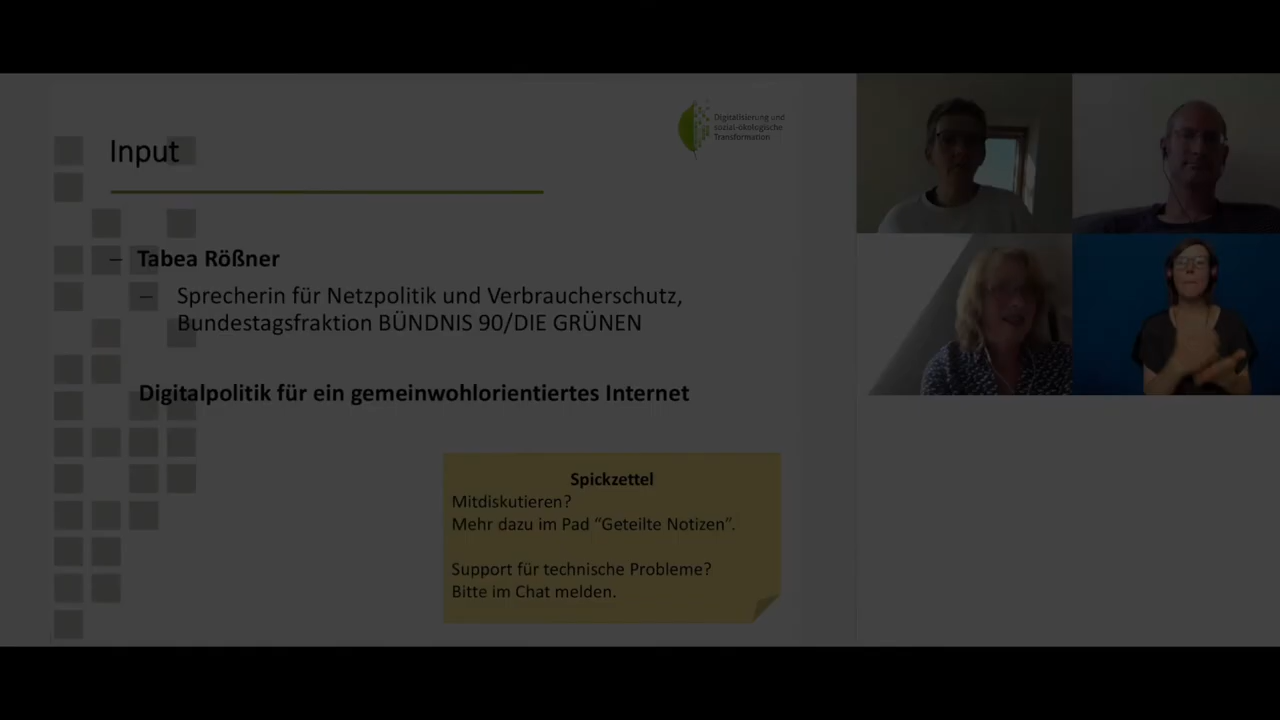 Input
Digitalisierung und
sozial-ökologische
Transformation
– Tabea Rößner
– Sprecherin für Netzpolitik und Verbraucherschutz,
Bundestagsfraktion BÜNDNIS 90/DIE GRÜNEN
Digitalpolitik für ein gemeinwohlorientiertes Internet
Spickzettel
Mitdiskutieren?
Mehr dazu im Pad “Geteilte Notizen”.
Support für technische Probleme?
Bitte im Chat melden.